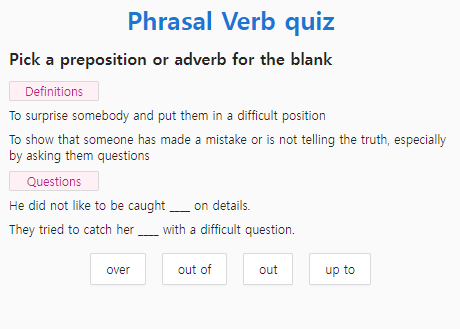 Phrasal Verb quiz
Pick a preposition or adverb for the blank
Definitions
To surprise somebody and put them in a difficult position
To show that someone has made a mistake or is not telling the truth, especially
by asking them questions
Questions
He did not like to be caught ___ on details.
They tried to catch her ___ with a difficult question.
over
out of
out
up to